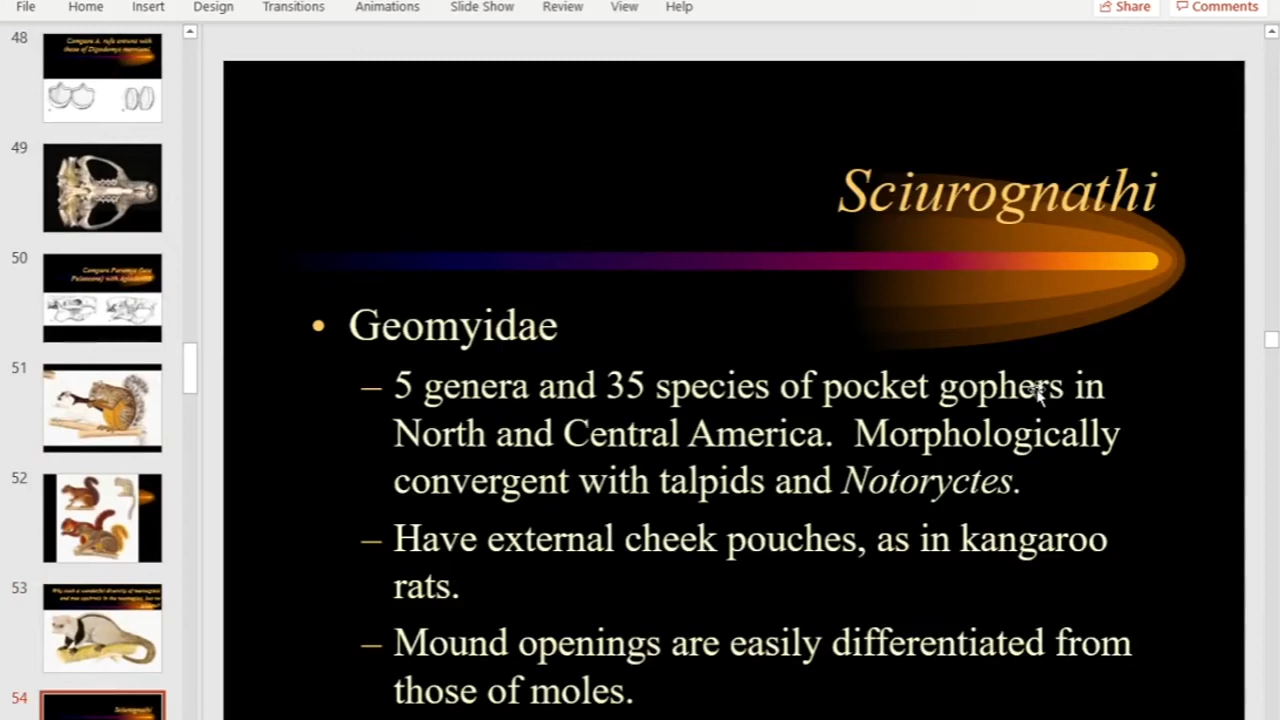 File Home Insert Design Transitions Animations Slide Show Review View Help Share Comments
48
49
50
51
52
53
54
Sciurognathi
• Geomyidae
– 5 genera and 35 species of pocket gophers in
North and Central America. Morphologically
convergent with talpids and Notoryctes.
– Have external cheek pouches, as in kangaroo
rats.
– Mound openings are easily differentiated from
those of moles.